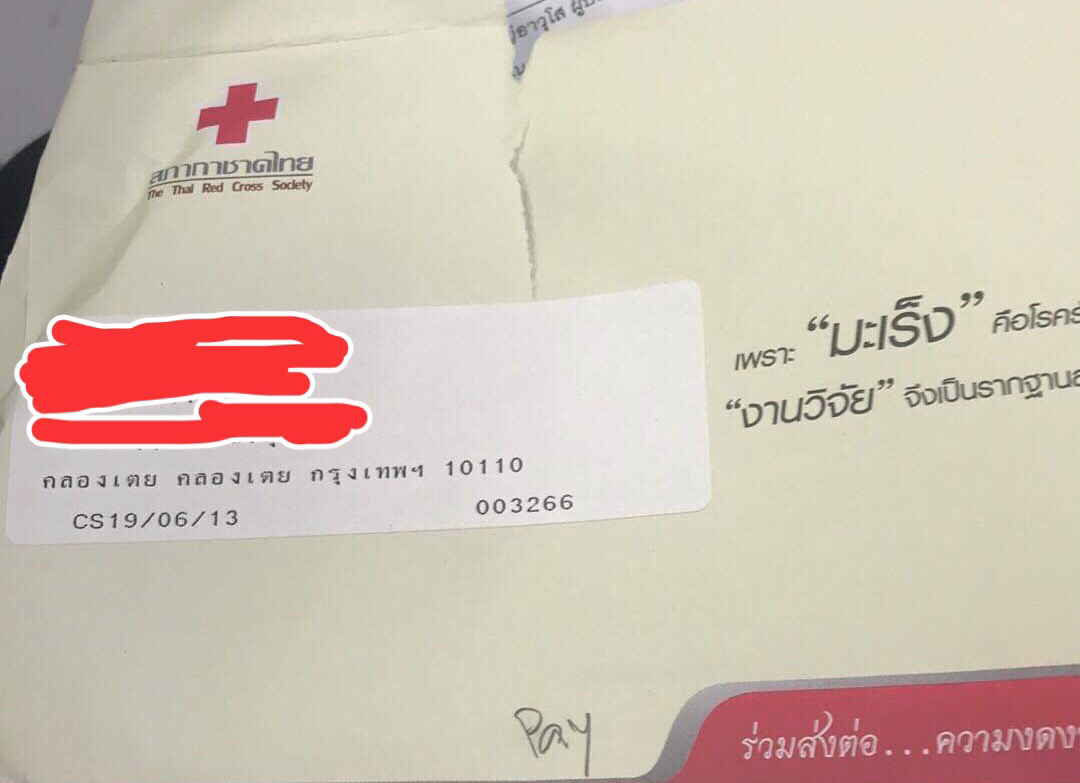 สภากาชาดไทย
The Thai Red Cross Society
คลองเตย คลองเตย กรุงเทพฯ 10110
CS19/06/13 003266
เพราะ “มะเร็ง” คือโรค
“งานวิจัย” จึงเป็นรากฐาน
PAY
ร่วมส่งต่อ...ความงดง